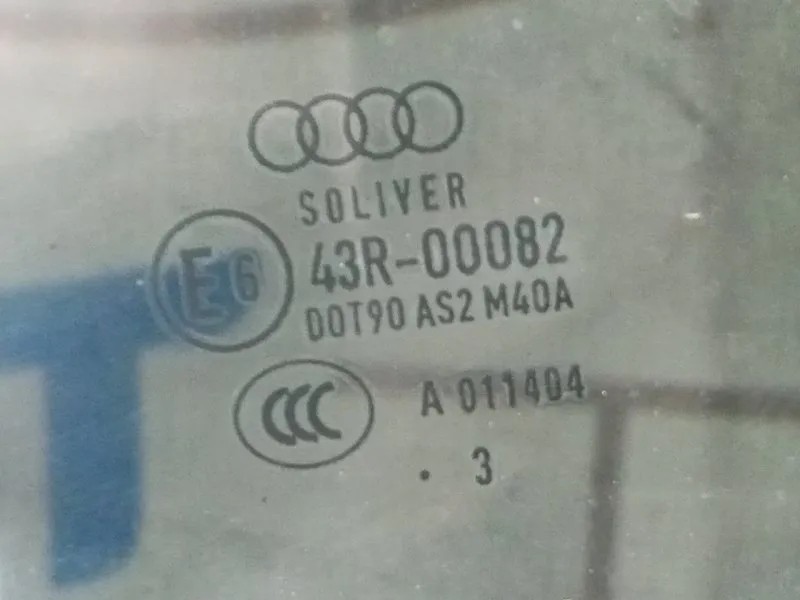 SOLIVER
E6 43R-00082
DOT90 AS2 M40A
CCC A 011404
. 3